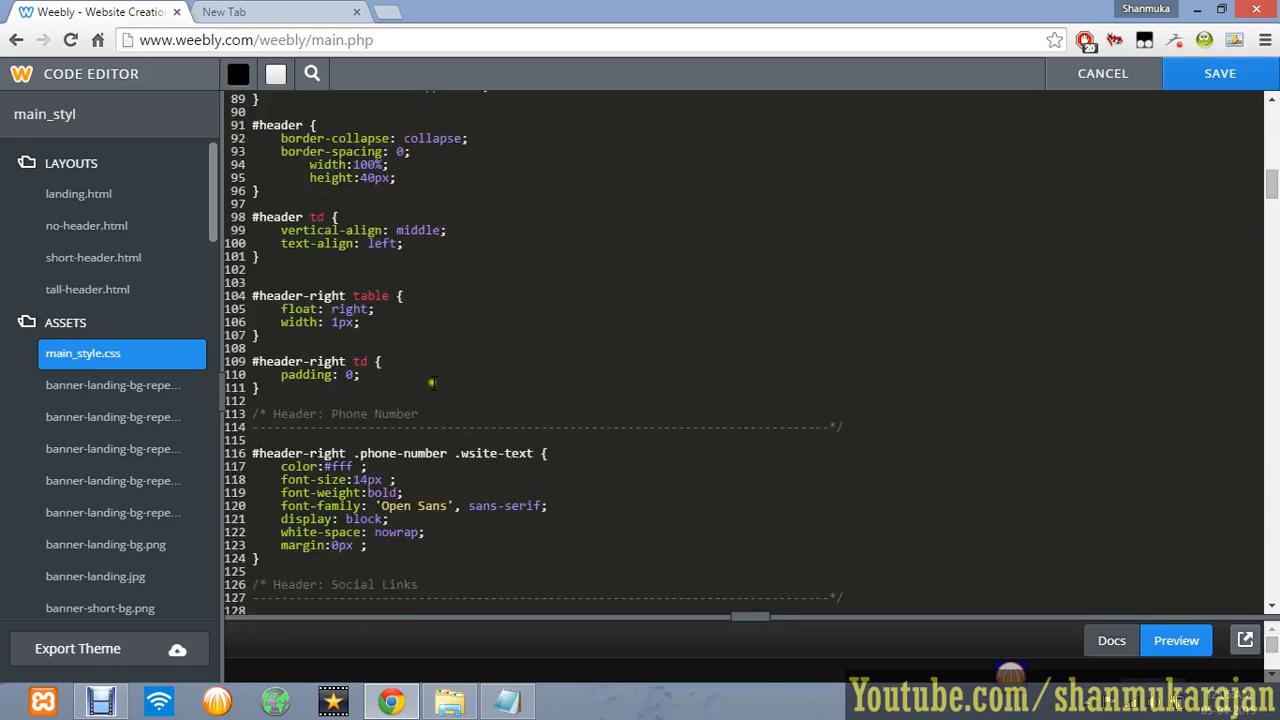 Weebly - Website Creation
New Tab
Shanmuka
www.weebly.com/weebly/main.php
20
CODE EDITOR
CANCEL
SAVE
main_styl
LAYOUTS
landing.html
no-header.html
short-header.html
tall-header.html
ASSETS
main_style.css
banner-landing-bg-repe...
banner-landing-bg-repe...
banner-landing-bg-repe...
banner-landing-bg-repe...
banner-landing-bg-repe...
banner-landing-bg.png
banner-landing.jpg
banner-short-bg.png
Export Theme
89 }
90
91 #header {
92 border-collapse: collapse;
93 border-spacing: 0;
94 width:100%;
95 height:40px;
96 }
97
98 #header td {
99 vertical-align: middle;
100 text-align: left;
101 }
102
103
104 #header-right table {
105 float: right;
106 width: 1px;
107 }
108
109 #header-right td {
110 padding: 0;
111 }
112
113 /* Header: Phone Number
114 --------------------------------------------------------------------------------*/
115
116 #header-right .phone-number .wsite-text {
117 color:#fff ;
118 font-size:14px ;
119 font-weight:bold;
120 font-family: 'Open Sans', sans-serif;
121 display: block;
122 white-space: nowrap;
123 margin:0px ;
124 }
125
126 /* Header: Social Links
127 --------------------------------------------------------------------------------*/
128
Docs
Preview
Youtube.com/shanmukarajan